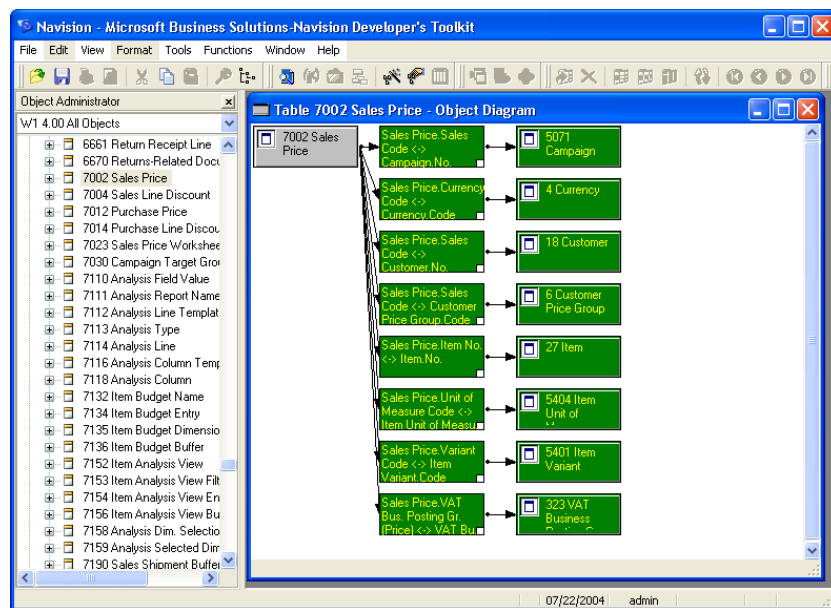 Navision - Microsoft Business Solutions-Navision Developer's Toolkit
File Edit View Format Tools Functions Window Help
Object Administrator
W1 4.00 All Objects
6661 Return Receipt Line
6670 Returns-Related Docu
7002 Sales Price
7004 Sales Line Discount
7012 Purchase Price
7014 Purchase Line Discou
7023 Sales Price Workshee
7030 Campaign Target Grou
7110 Analysis Field Value
7111 Analysis Report Name
7112 Analysis Line Templat
7113 Analysis Type
7114 Analysis Line
7116 Analysis Column Temp
7118 Analysis Column
7132 Item Budget Name
7134 Item Budget Entry
7135 Item Budget Dimensio
7136 Item Budget Buffer
7152 Item Analysis View
7153 Item Analysis View Filt
7154 Item Analysis View En
7156 Item Analysis View Bu
7158 Analysis Dim. Selectio
7159 Analysis Selected Dim
7190 Sales Shipment Buffer
Table 7002 Sales Price - Object Diagram
7002 Sales
Price
Sales Price.Sales
Code <->
Campaign.No.
5071
Campaign
Sales Price.Currency
Code <->
Currency.Code
4 Currency
Sales Price.Sales
Code <->
Customer.No.
18 Customer
Sales Price.Sales
Code <-> Customer
Price Group.Code
6 Customer
Price Group
Sales Price.Item No.
<-> Item.No.
27 Item
Sales Price.Unit of
Measure Code <->
Item Unit of Measu
5404 Item
Unit of
Sales Price.Variant
Code <-> Item
Variant.Code
5401 Item
Variant
Sales Price.VAT
Bus. Posting Gr.
(Price) <-> VAT Bu.
323 VAT
Business
07/22/2004 admin